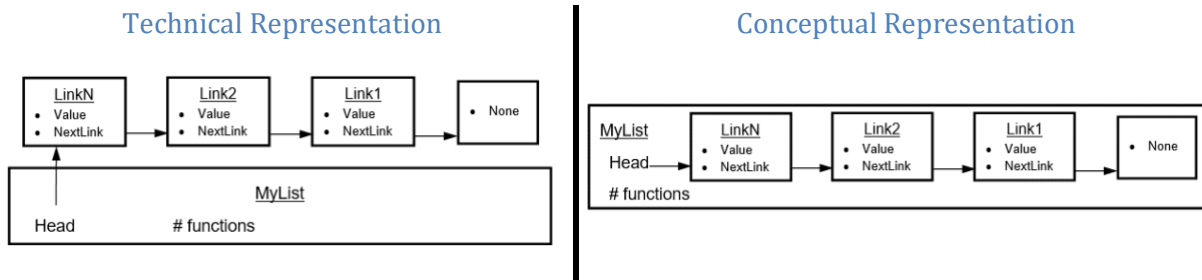 Technical Representation
LinkN
• Value
• NextLink
Link2
• Value
• NextLink
Link1
• Value
• NextLink
• None
MyList
Head # functions
Conceptual Representation
MyList
Head
# functions
LinkN
• Value
• NextLink
Link2
• Value
• NextLink
Link1
• Value
• NextLink
• None